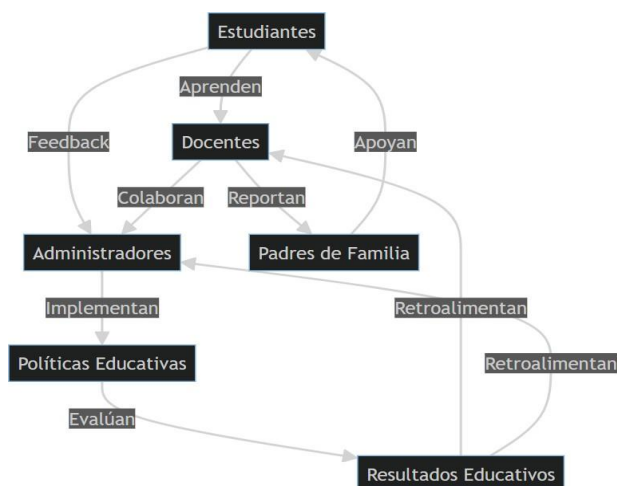 Estudiantes
Aprenden
Feedback
Docentes
Apoyan
Colaboran
Reportan
Administradores
Padres de Familia
Implementan
Retroalimentan
Políticas Educativas
Retroalimentan
Evalúan
Resultados Educativos